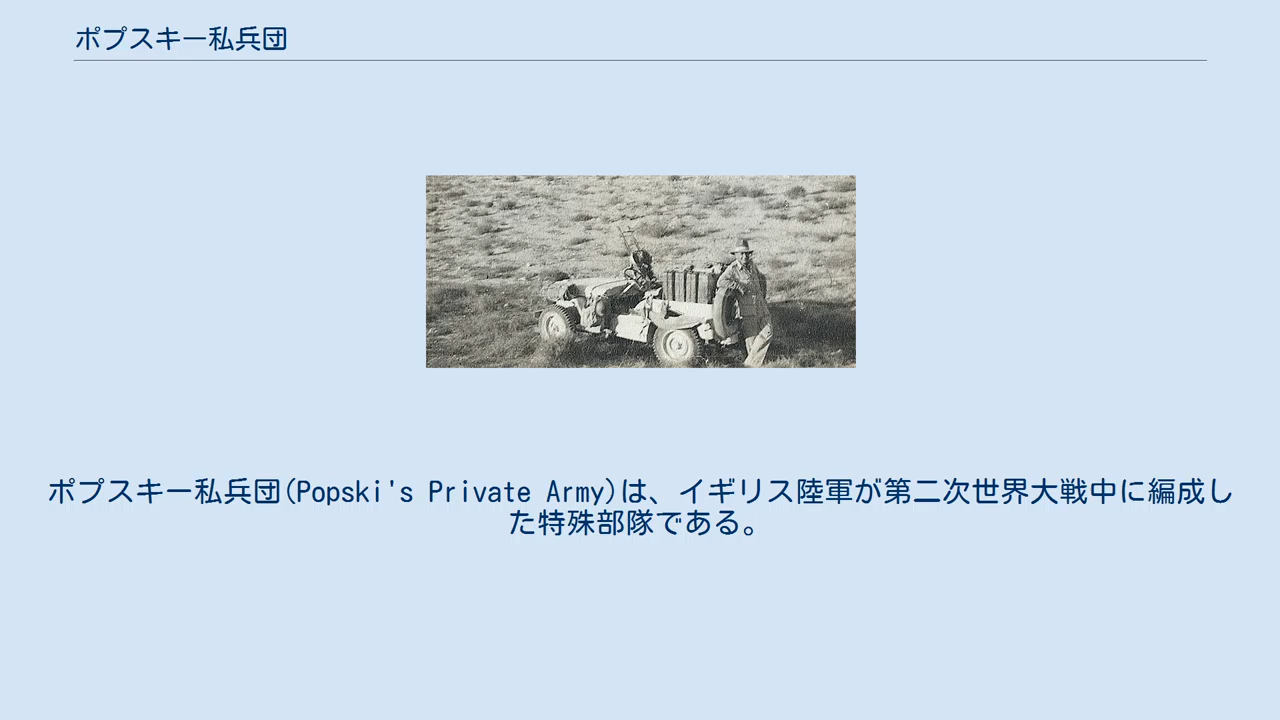 ポプスキー私兵団
ポプスキー私兵団(Popski's Private Army)は、イギリス陸軍が第二次世界大戦中に編成し
た特殊部隊である。